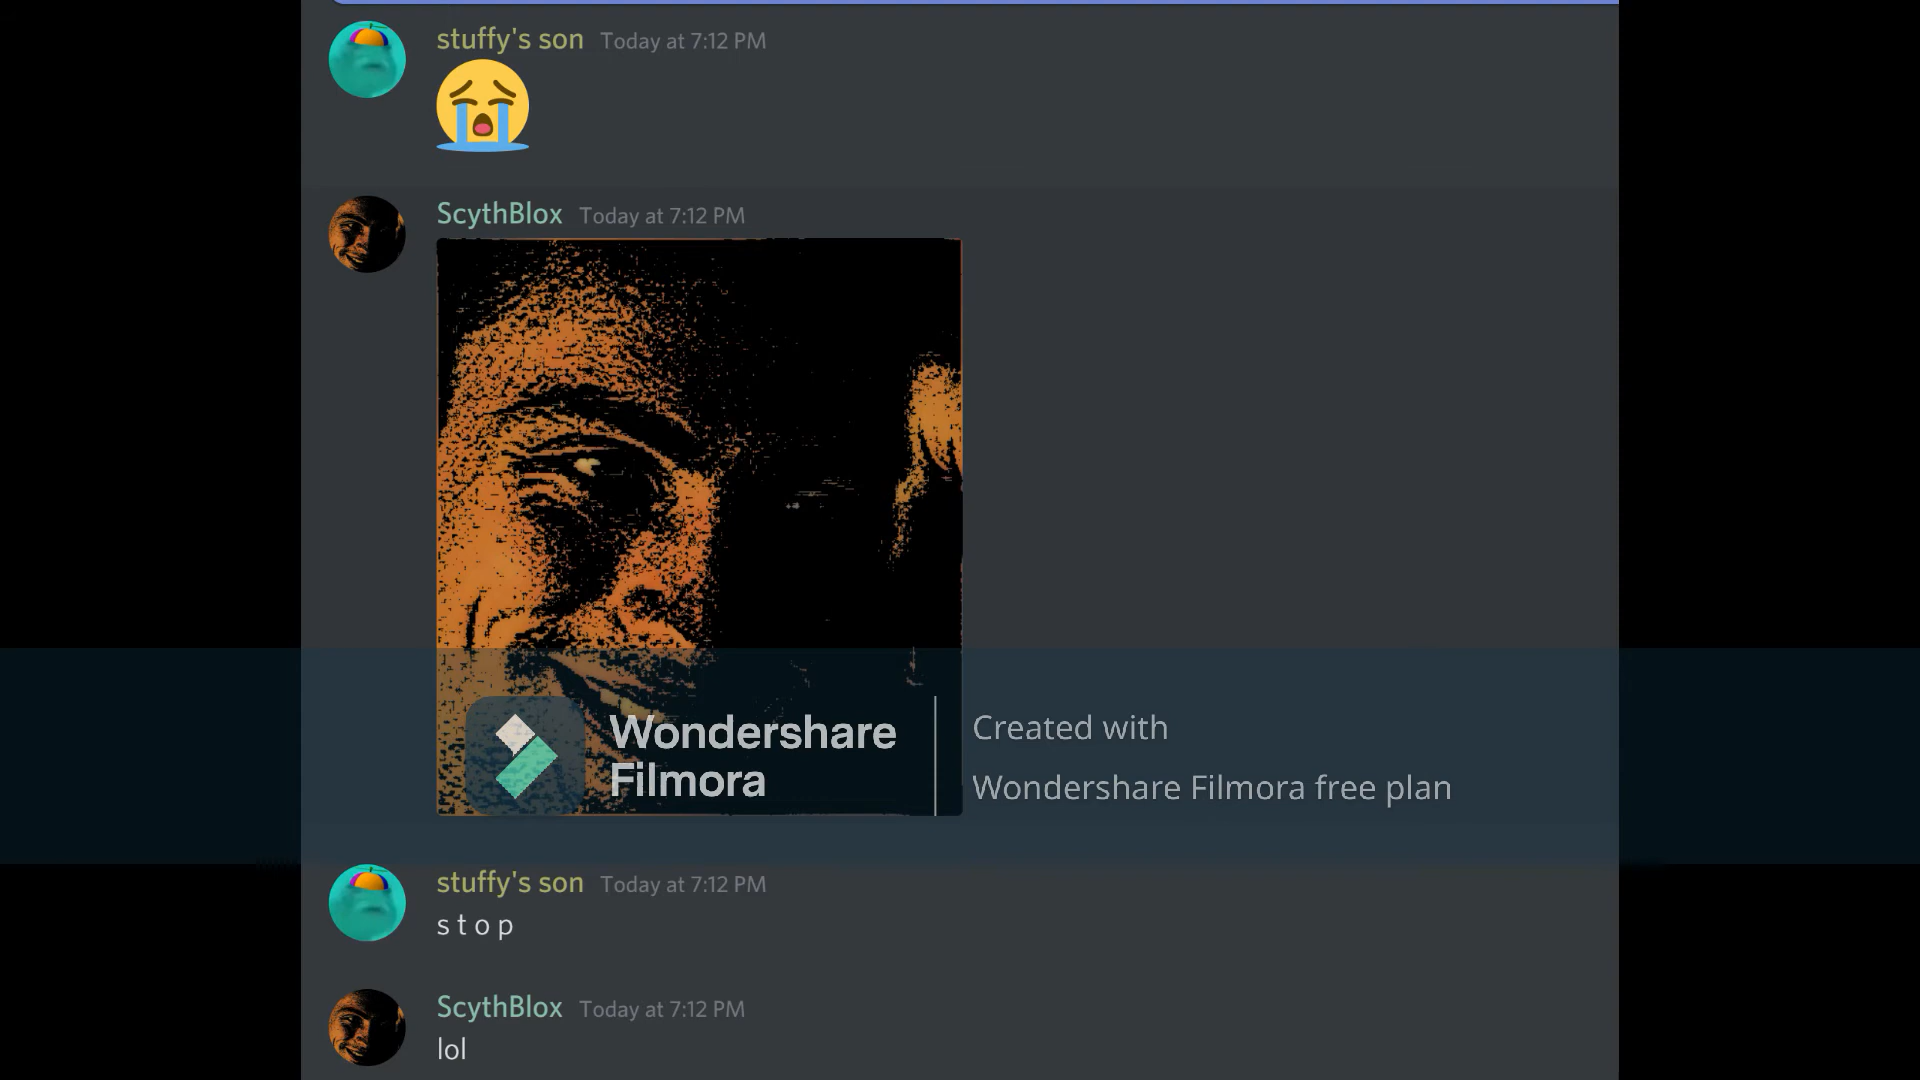 stuffy's son Today at 7:12 PM
ScythBlox Today at 7:12 PM
Wondershare
Filmora
Created with
Wondershare Filmora free plan
stuffy's son Today at 7:12 PM
s t o p
ScythBlox Today at 7:12 PM
lol